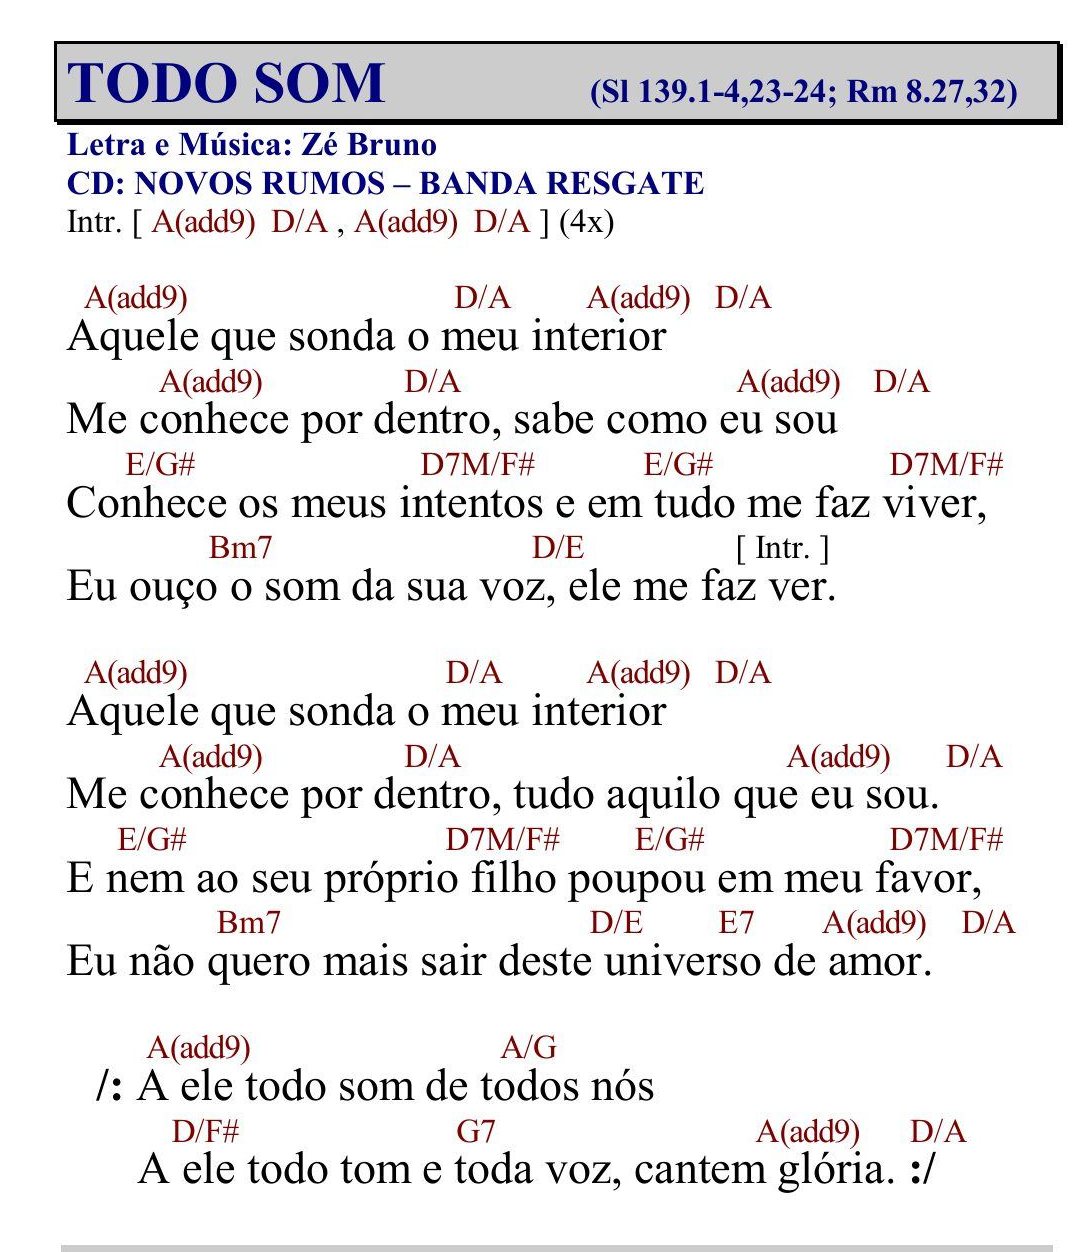 TODO SOM (Sl 139.1-4,23-24; Rm 8.27,32)
Letra e Música: Zé Bruno
CD: NOVOS RUMOS – BANDA RESGATE
Intr. [ A(add9) D/A , A(add9) D/A ] (4x)
A(add9) D/A A(add9) D/A
Aquele que sonda o meu interior
A(add9) D/A A(add9) D/A
Me conhece por dentro, sabe como eu sou
E/G# D7M/F# E/G# D7M/F#
Conhece os meus intentos e em tudo me faz viver,
Bm7 D/E [ Intr. ]
Eu ouço o som da sua voz, ele me faz ver.
A(add9) D/A A(add9) D/A
Aquele que sonda o meu interior
A(add9) D/A A(add9) D/A
Me conhece por dentro, tudo aquilo que eu sou.
E/G# D7M/F# E/G# D7M/F#
E nem ao seu próprio filho poupou em meu favor,
Bm7 D/E E7 A(add9) D/A
Eu não quero mais sair deste universo de amor.
A(add9) A/G
/: A ele todo som de todos nós
D/F# G7 A(add9) D/A
A ele todo tom e toda voz, cantem glória. :/